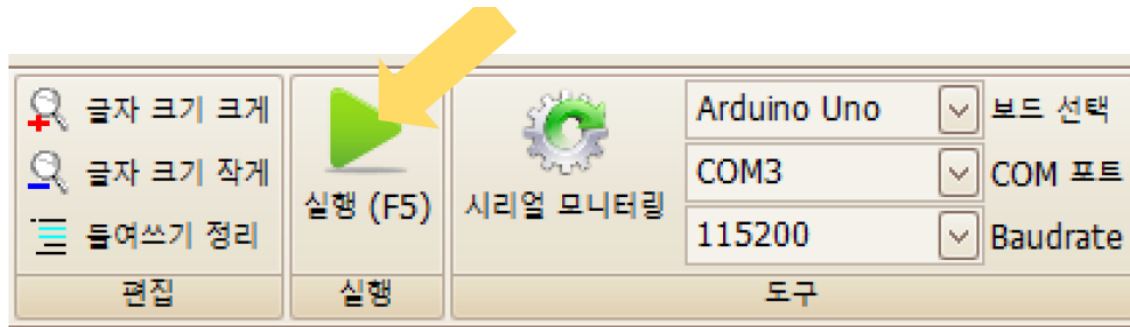 글자 크기 크게
글자 크기 작게
들여쓰기 정리
편집
실행 (F5)
실행
시리얼 모니터링
Arduino Uno 보드 선택
COM3 COM 포트
115200 Baudrate
도구